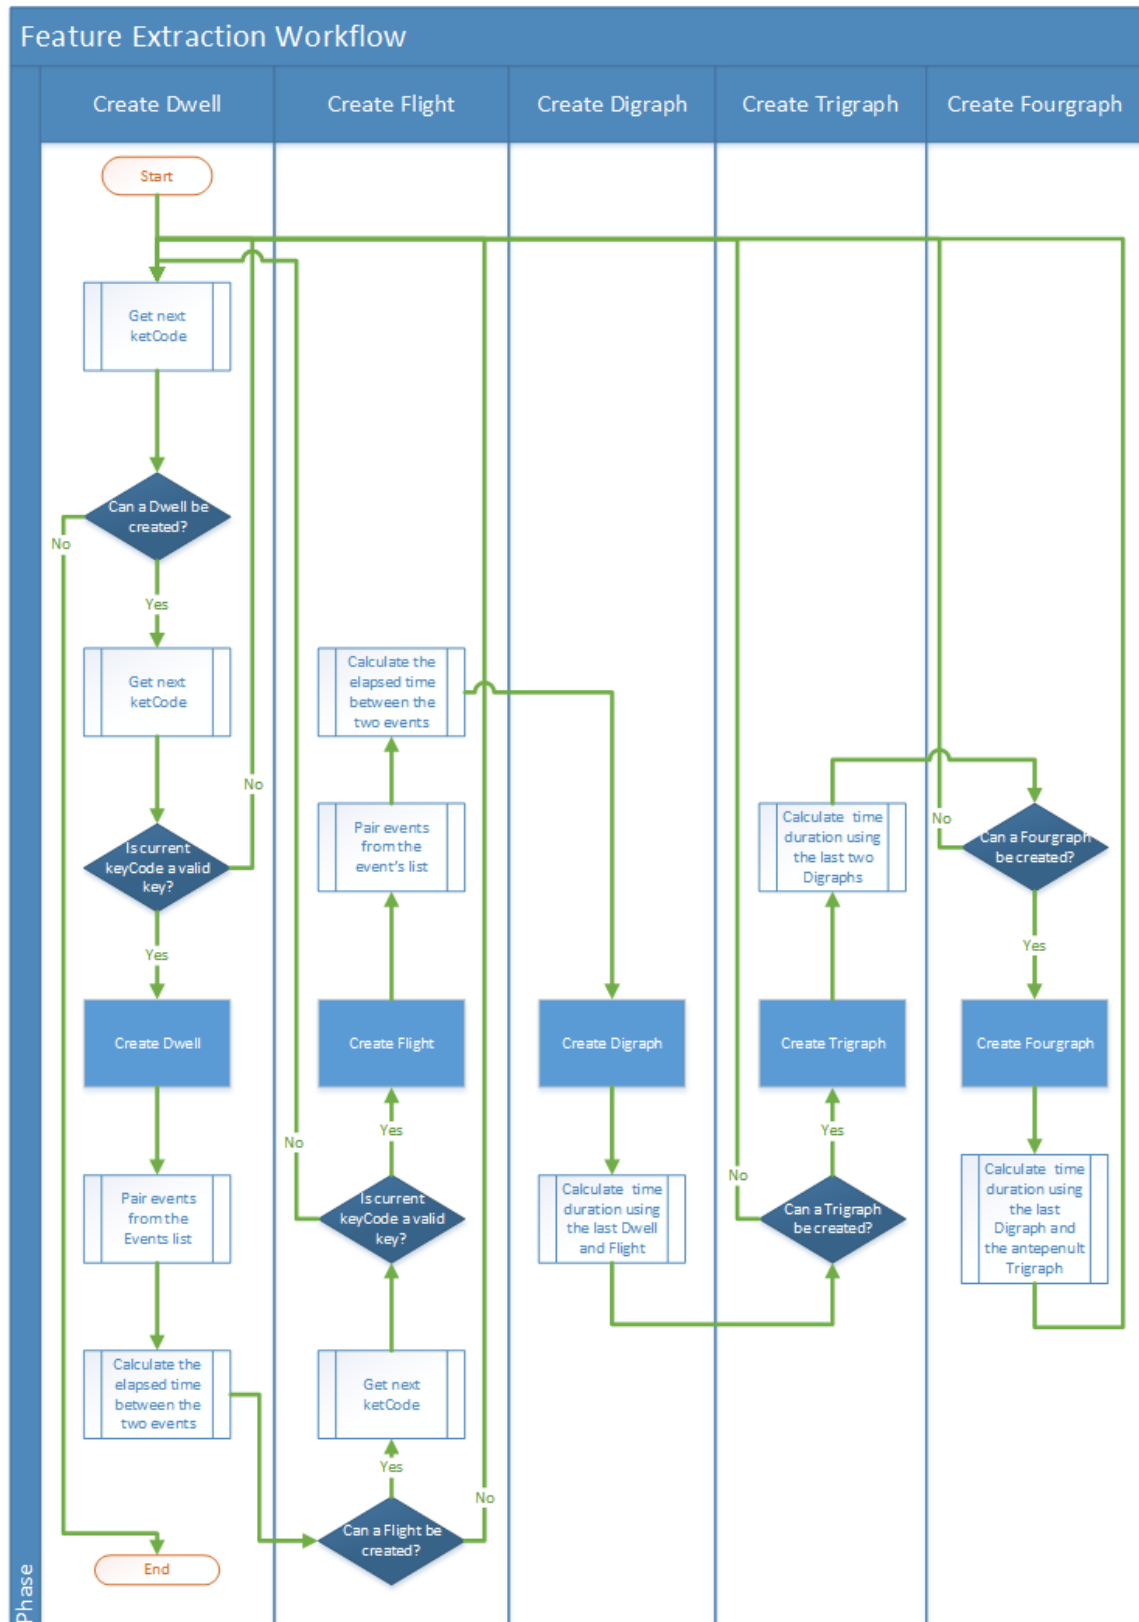 Feature Extraction Workflow
Create Dwell
Create Flight
Create Digraph
Create Trigraph
Create Fourgraph
Phase
Start
Get next
ketCode
Can a Dwell be
created?
No
Yes
Get next
ketCode
No
Is current
keyCode a valid
key?
Yes
Create Dwell
Pair events
from the
Events list
Calculate the
elapsed time
between the
two events
End
Calculate the
elapsed time
between the
two events
Pair events
from the
event's list
Create Flight
Yes
No
Is current
keyCode a valid
key?
Get next
ketCode
Yes
No
Can a Flight be
created?
Create Digraph
Calculate time
duration using
the last Dwell
and Flight
Calculate time
duration using
the last two
Digraphs
Create Trigraph
Yes
No
Can a Trigraph
be created?
No
Can a Fourgraph
be created?
Yes
Create Fourgraph
Calculate time
duration using
the last
Digraph and
the antepenult
Trigraph